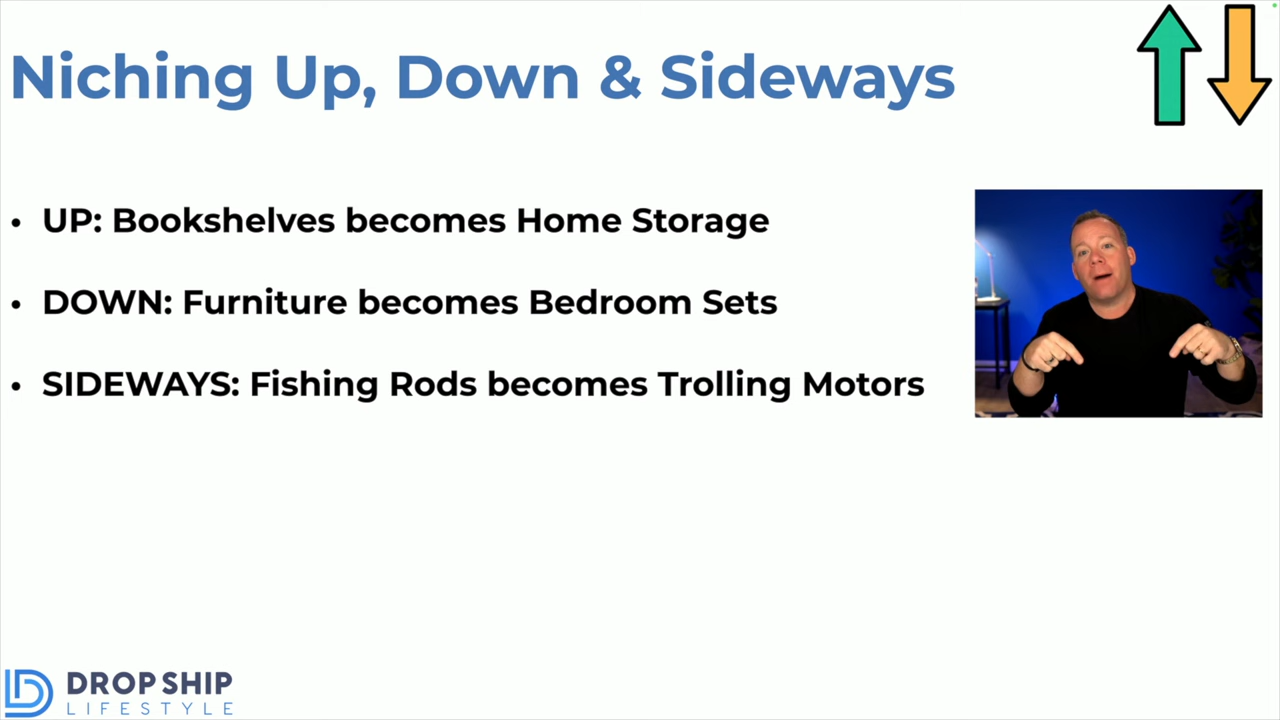 Niching Up, Down & Sideways
• UP: Bookshelves becomes Home Storage
• DOWN: Furniture becomes Bedroom Sets
• SIDEWAYS: Fishing Rods becomes Trolling Motors
DROP SHIP
LIFESTYLE